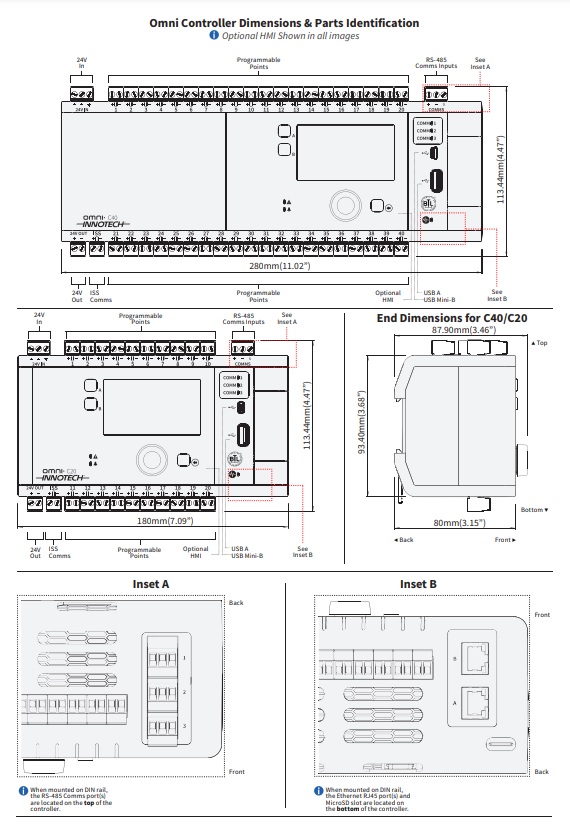 Omni Controller Dimensions & Parts Identification
Optional HMI Shown in all images
24V In
Programmable Points
RS-485 Comms Inputs
See Inset A
24V IN
1 2 3 4 5 6 7 8 9 10 11 12 13 14 15 16 17 18 19 20
COMMS
COMM 1
COMM 2
COMM 3
A
B
113.44mm(4.47")
BTL
omni C40
INNOTECH
24V OUT ISS 21 22 23 24 25 26 27 28 29 30 31 32 33 34 35 36 37 38 39 40
280mm(11.02")
24V Out
ISS Comms
Programmable Points
Optional HMI
USB A
USB Mini-B
See Inset B
24V In
Programmable Points
RS-485 Comms Inputs
See Inset A
24V IN
1 2 3 4 5 6 7 8 9 10
COMMS
COMM 1
COMM 2
COMM 3
A
B
113.44mm(4.47")
BTL
omni C20
INNOTECH
24V OUT ISS 11 12 13 14 15 16 17 18 19 20
180mm(7.09")
24V Out
ISS Comms
Programmable Points
Optional HMI
USB A
USB Mini-B
See Inset B
End Dimensions for C40/C20
87.90mm(3.46")
▲ Top
93.40mm(3.68")
Bottom ▼
80mm(3.15")
◄ Back
Front ►
Inset A
Back
1
2
3
Front
When mounted on DIN rail,
the RS-485 Comms port(s)
are located on the top of the
controller.
Inset B
Front
B
A
Back
When mounted on DIN rail,
the Ethernet RJ45 port(s) and
MicroSD slot are located on
the bottom of the controller.